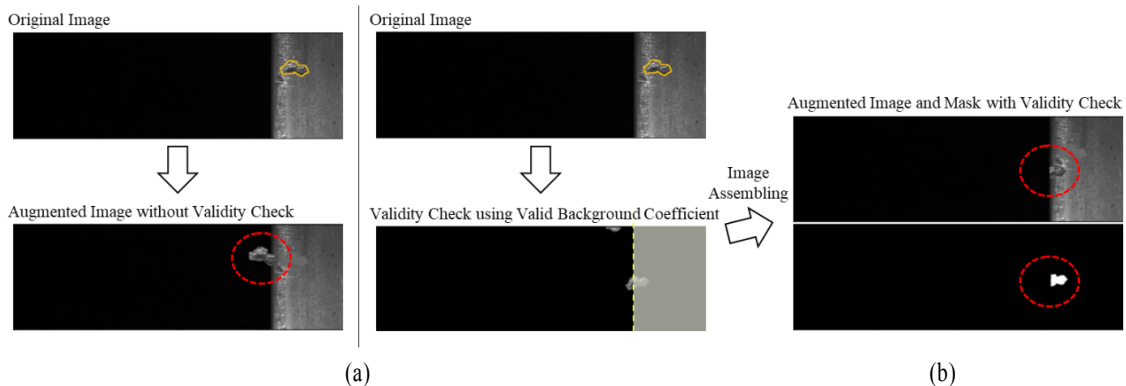 Original Image
Original Image
Augmented Image without Validity Check
Validity Check using Valid Background Coefficient
Image
Assembling
Augmented Image and Mask with Validity Check
(a)
(b)